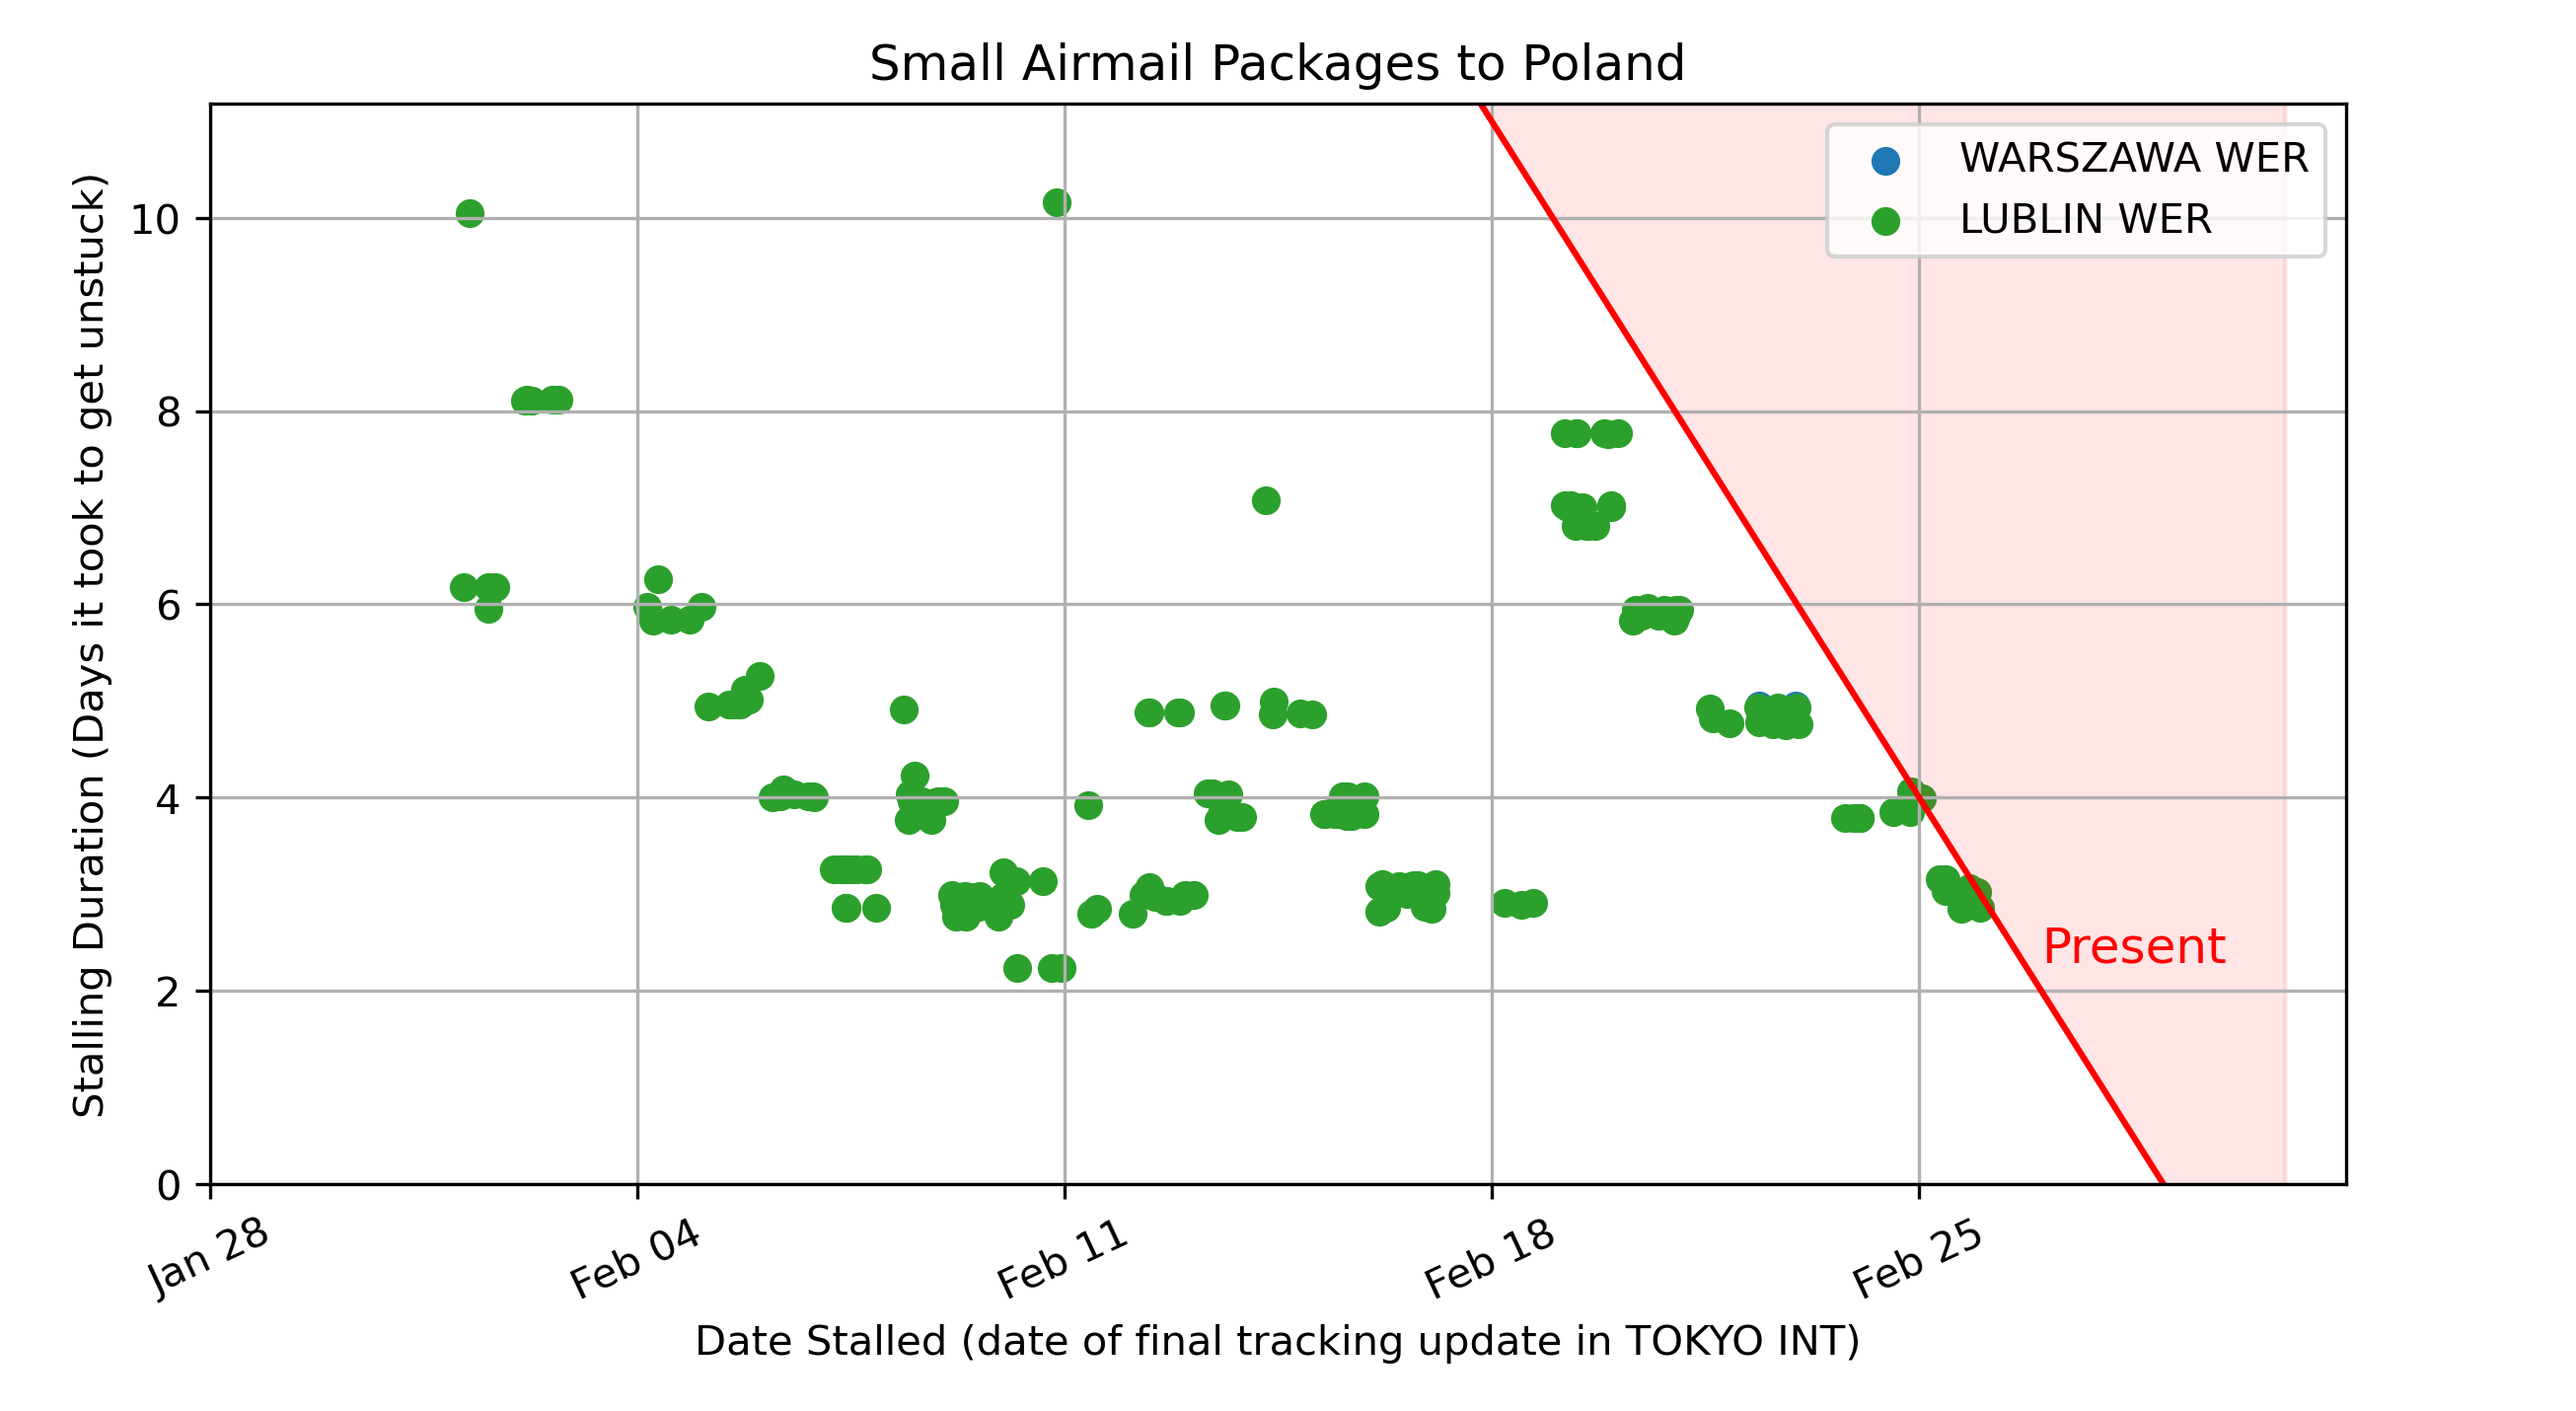 Small Airmail Packages to Poland
Stalling Duration (Days it took to get unstuck)
10
8
6
4
2
0
WARSZAWA WER
LUBLIN WER
Present
Jan 28
Feb 04
Feb 11
Feb 18
Feb 25
Date Stalled (date of final tracking update in TOKYO INT)